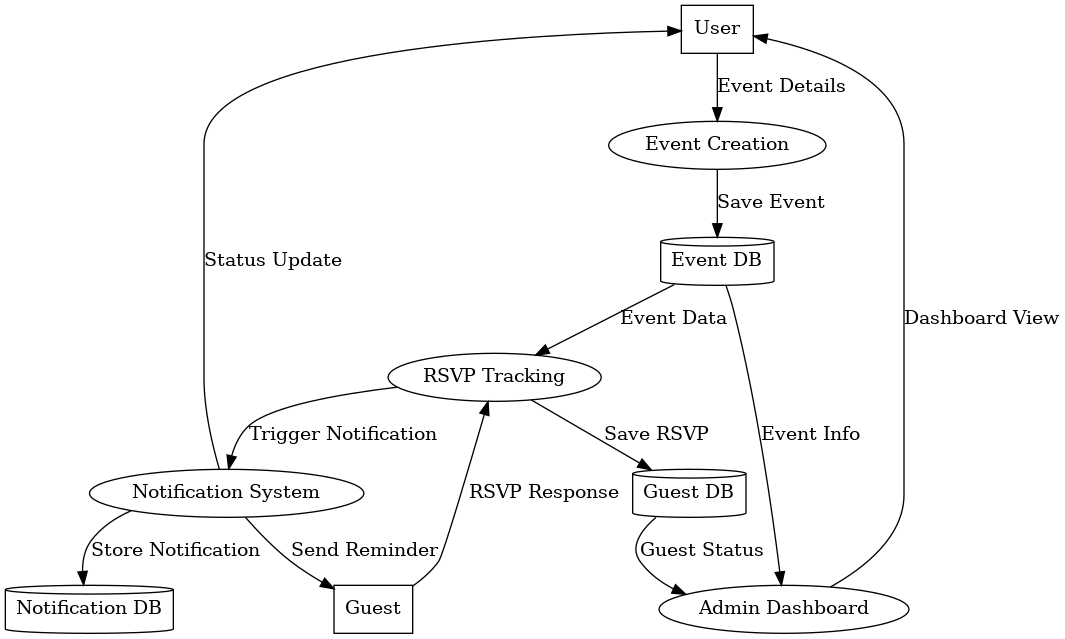 User
Event Details
Event Creation
Save Event
Event DB
Status Update
Event Data
Dashboard View
RSVP Tracking
Trigger Notification
Save RSVP
Event Info
Notification System
RSVP Response
Guest DB
Store Notification
Send Reminder
Guest Status
Notification DB
Guest
Admin Dashboard